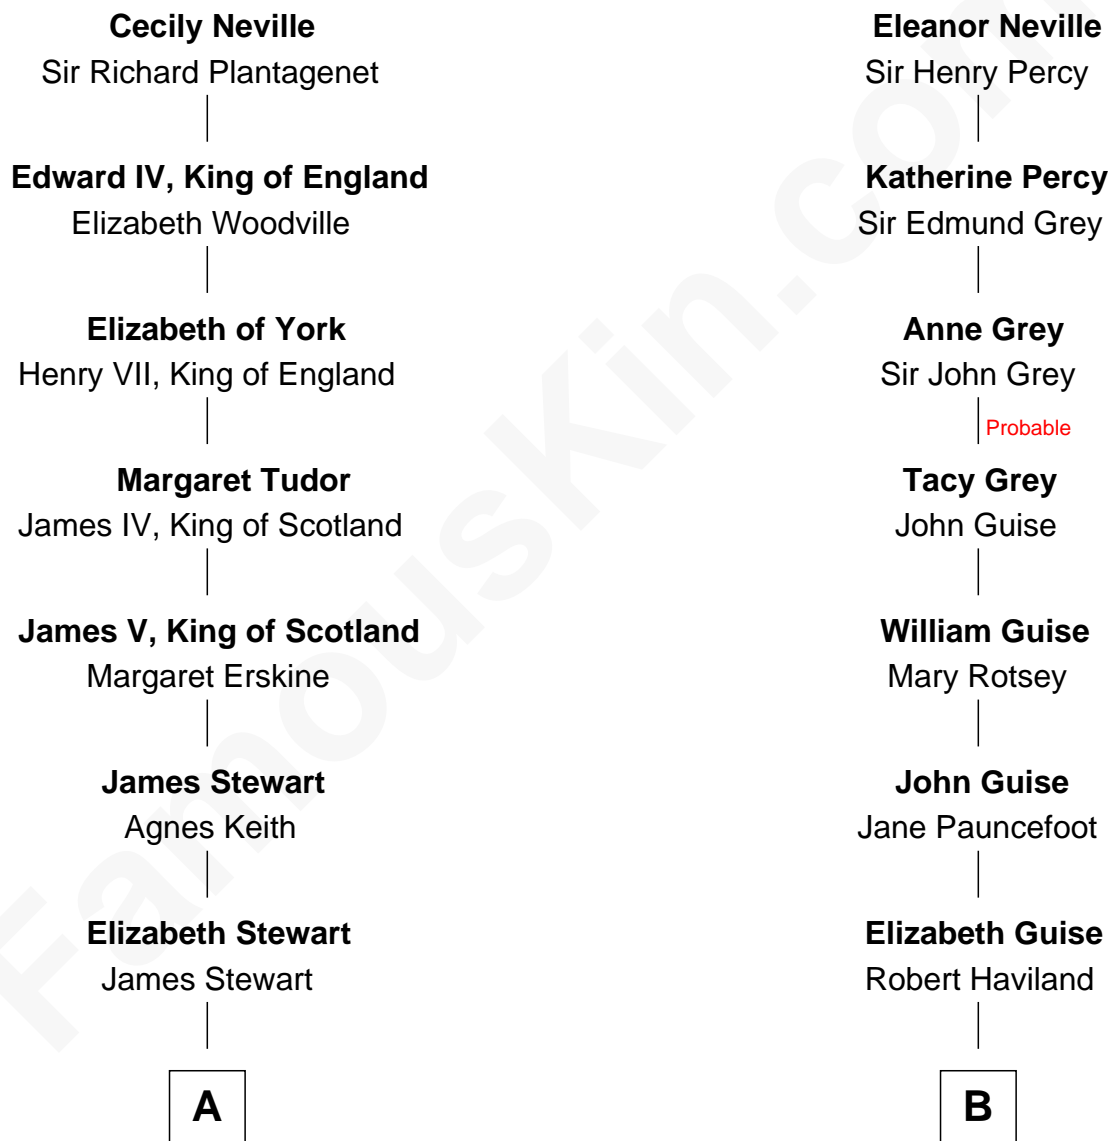 Cecily Neville
Sir Richard Plantagenet
Edward IV, King of England
Elizabeth Woodville
Elizabeth of York
Henry VII, King of England
Margaret Tudor
James IV, King of Scotland
James V, King of Scotland
Margaret Erskine
James Stewart
Agnes Keith
Elizabeth Stewart
James Stewart
A
Eleanor Neville
Sir Henry Percy
Katherine Percy
Sir Edmund Grey
Anne Grey
Sir John Grey
Probable
Tacy Grey
John Guise
William Guise
Mary Rotsey
John Guise
Jane Pauncefoot
Elizabeth Guise
Robert Haviland
B
FamousKin.com